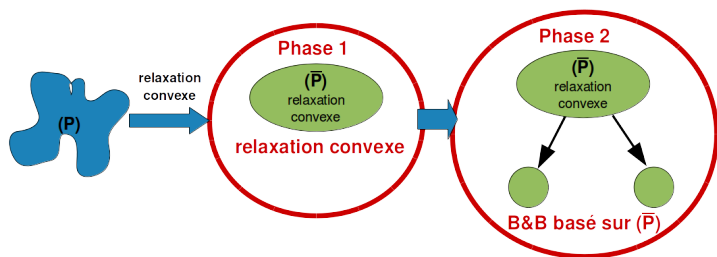 (P)
relaxation
convexe
Phase 1
(P̅)
relaxation
convexe
relaxation convexe
Phase 2
(P̅)
relaxation
convexe
B&B basé sur (P̅)